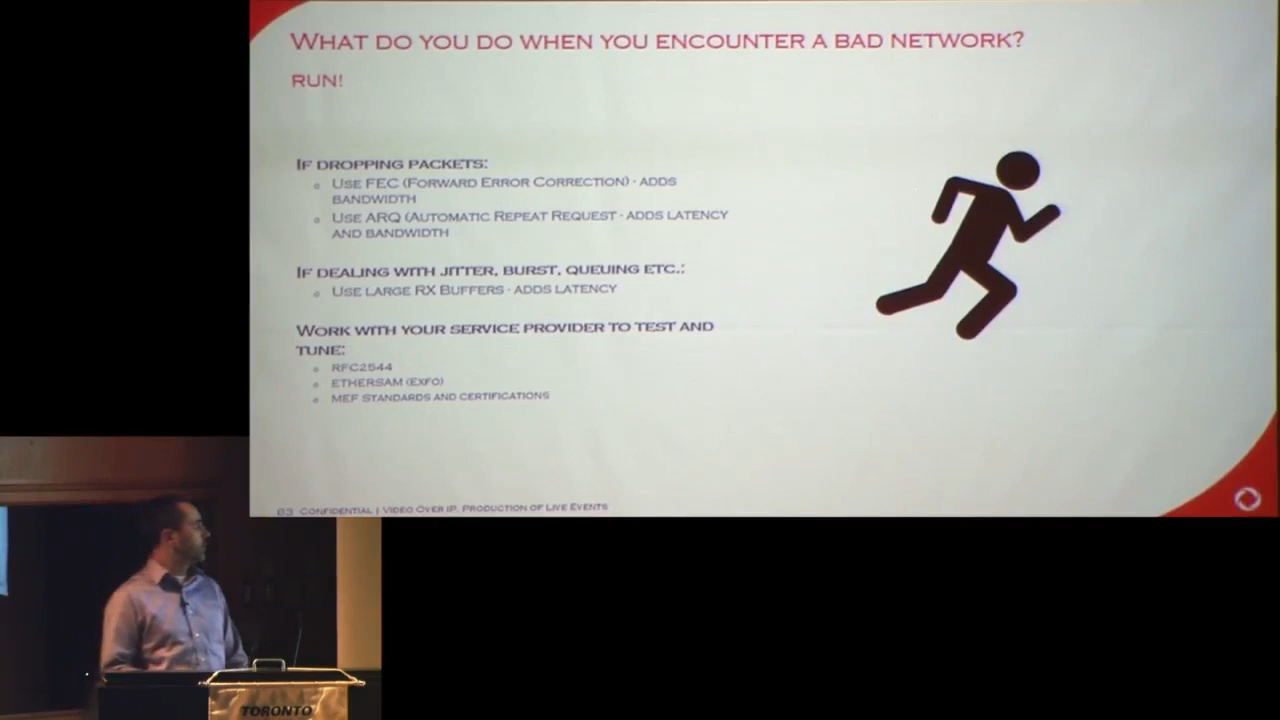 WHAT DO YOU DO WHEN YOU ENCOUNTER A BAD NETWORK?
RUN!
IF DROPPING PACKETS:
USE FEC (FORWARD ERROR CORRECTION) - ADDS
BANDWIDTH
USE ARQ (AUTOMATIC REPEAT REQUEST - ADDS LATENCY
AND BANDWIDTH
IF DEALING WITH JITTER, BURST, QUEUING ETC.:
USE LARGE RX BUFFERS - ADDS LATENCY
WORK WITH YOUR SERVICE PROVIDER TO TEST AND
TUNE:
RFC2544
ETHERSAM (EXFO)
MEF STANDARDS AND CERTIFICATIONS
83 CONFIDENTIAL | VIDEO OVER IP, PRODUCTION OF LIVE EVENTS
TORONTO